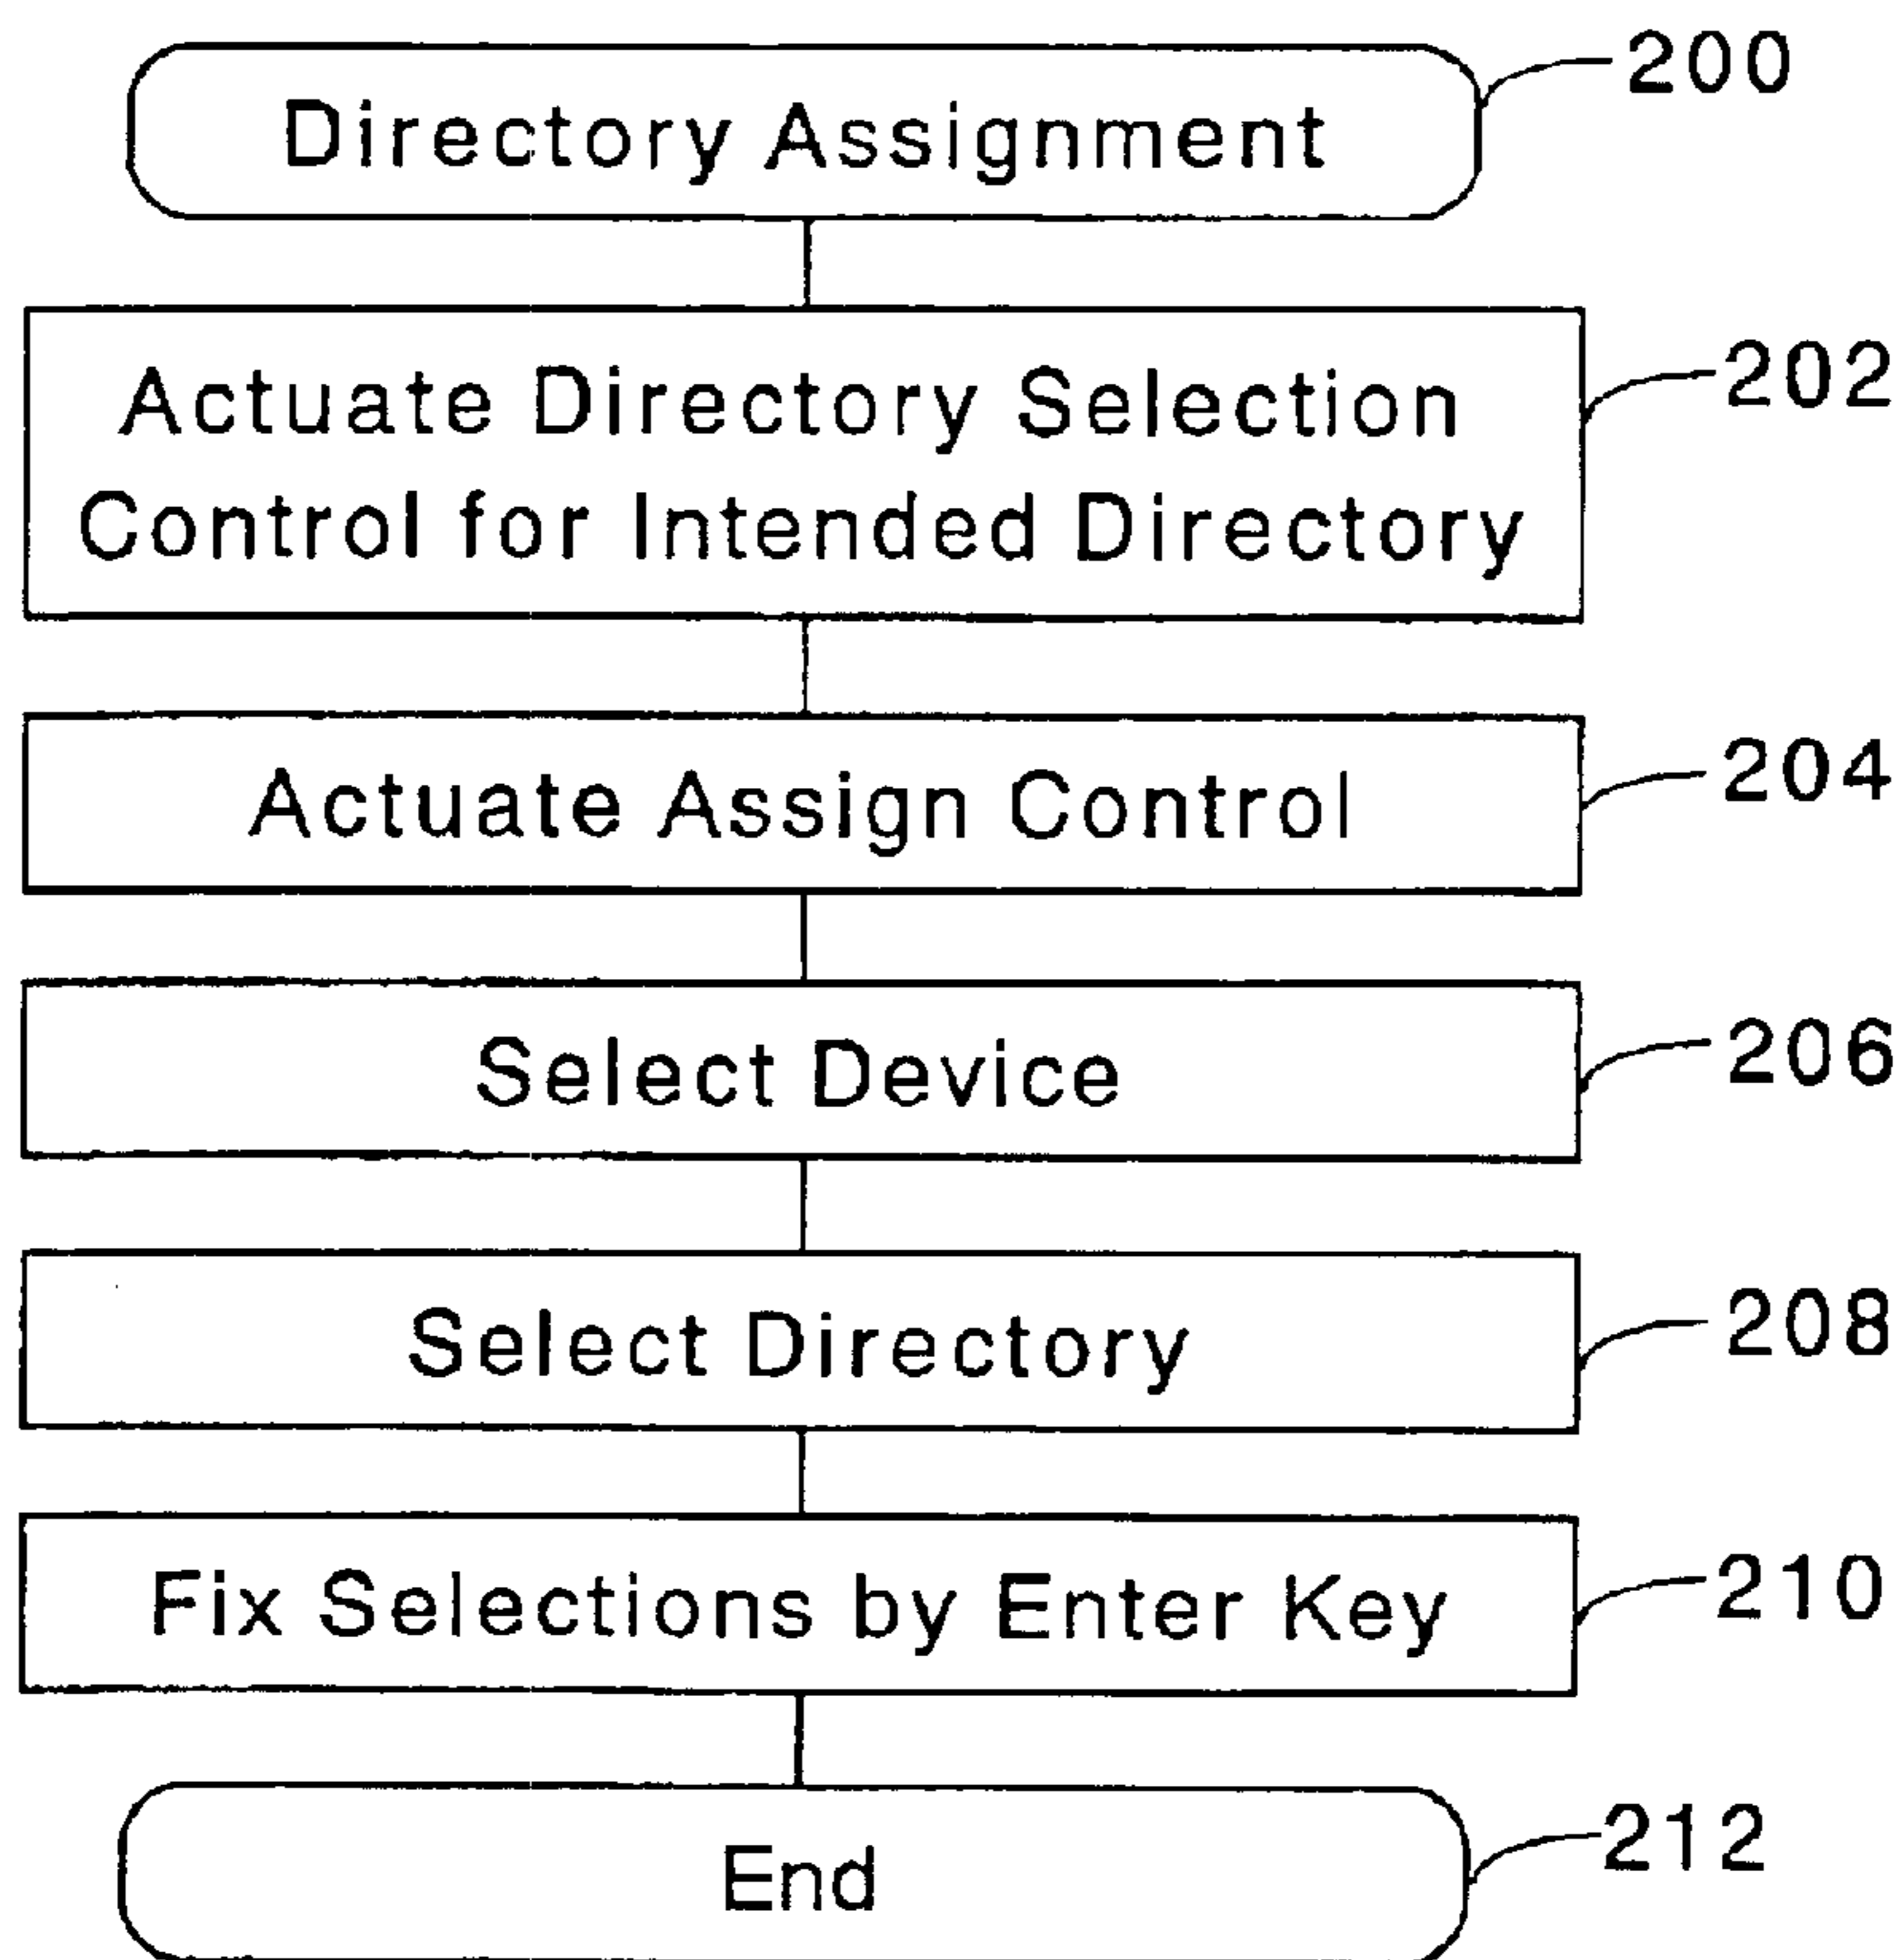 Directory Assignment
200
Actuate Directory Selection
Control for Intended Directory
202
Actuate Assign Control
204
Select Device
206
Select Directory
208
Fix Selections by Enter Key
210
End
212